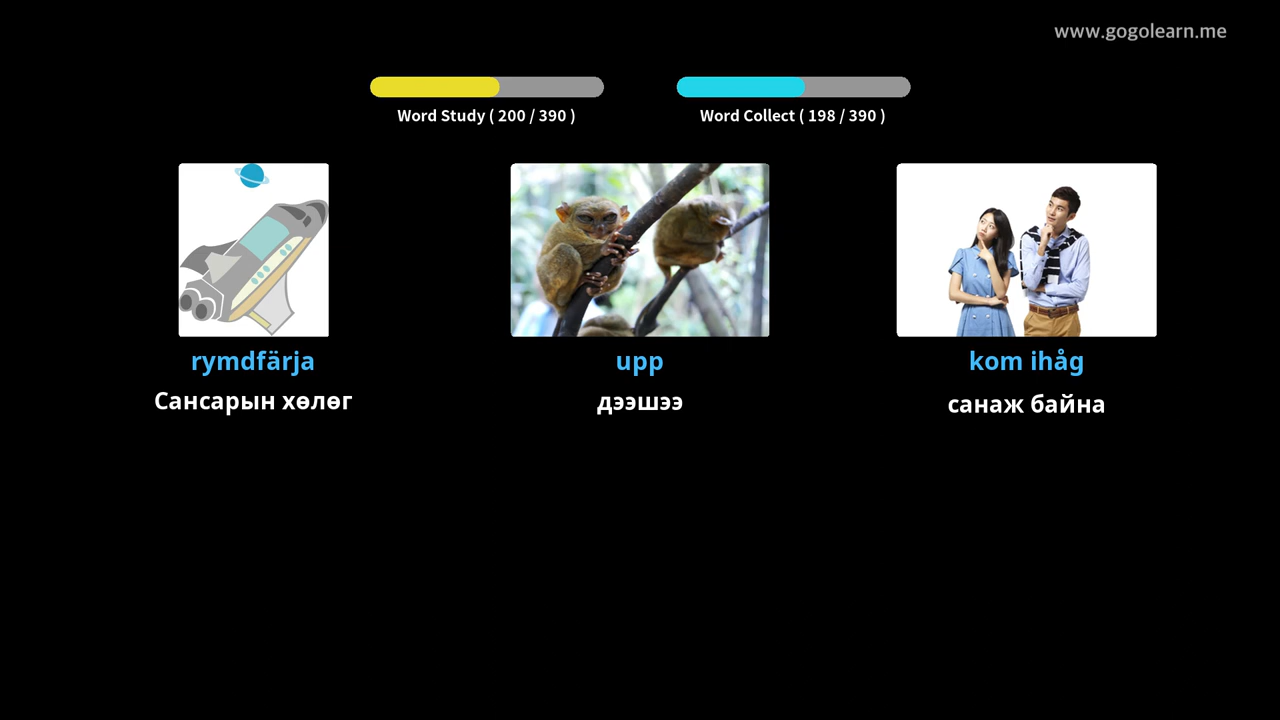 www.gogolearn.me
Word Study ( 200 / 390 )
Word Collect ( 198 / 390 )
rymdfärja
upp
kom ihåg
Сансарын хөлөг
дээшээ
санаж байна